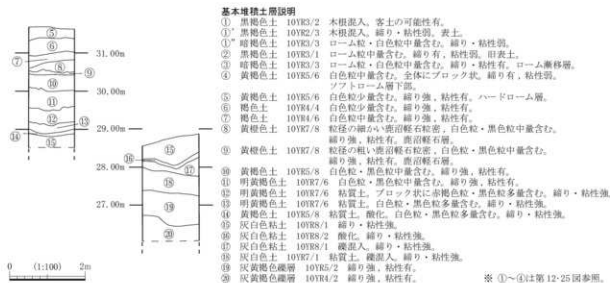 基本堆積土層説明
① 黒褐色土 10YR3/2 木根混入。客土の可能性有。
①' 黒褐色土 10YR2/3 木根混入。締り・粘性弱。表土。
①" 暗褐色土 10YR3/3 ローム粒・白色粒中量含む。締り・粘性弱。
② 黒褐色土 10YR3/1 ローム粒中量含む。締り有，粘性弱。旧表土。
③ 暗褐色土 10YR3/3 ローム粒・白色粒中量含む。締り・粘性有。ローム漸移層。
④ 黄褐色土 10YR5/6 白色粒中量含む。全体にブロック状。締り有，粘性弱。
ソフトローム層下部。
⑤ 黄褐色土 10YR5/6 白色粒少量含む。締り強，粘性有。ハードローム層。
⑥ 褐色土 10YR4/4 白色粒少量含む。締り強，粘性有。
⑦ 褐色土 10YR4/6 白色粒中量含む。締り強，粘性有。
⑧ 黄橙色土 10YR7/8 粒径の細かい鹿沼軽石粒密，白色粒・黒色粒中量含む。
締り強，粘性有。鹿沼軽石層。
⑨ 黄橙色土 10YR7/8 粒径の粗い鹿沼軽石粒密，白色粒・黒色粒中量含む。
締り強，粘性有。鹿沼軽石層。
⑩ 黄褐色土 10YR5/8 白色粒・黒色粒中量含む。締り・粘性強。
⑪ 明黄褐色土 10YR7/6 白色粒・黒色粒中量含む。締り強，粘性有。
⑫ 明黄褐色土 10YR7/6 粘質土。ブロック状に赤褐色粒・黒色粒多量含む。締り・粘性強。
⑬ 明黄褐色土 10YR7/6 粘質土。白色粒・黒色粒多量含む。締り・粘性強。
⑭ 黄褐色土 10YR5/8 粘質土。酸化。白色粒・黒色粒多量含む。締り・粘性強。
⑮ 灰白色粘土 10YR8/1 締り・粘性強。
⑯ 灰白色粘土 10YR8/2 酸化。締り・粘性強。
⑰ 灰白色粘土 10YR8/1 礫混入。締り・粘性強。
⑱ 灰白色土 10YR7/1 粘質土。礫混入。締り・粘性強。
⑲ 灰黄褐色礫層 10YR5/2 締り強，粘性有。
⑳ 灰黄褐色礫層 10YR4/2 締り強，粘性有。
※ ①～④は第12·25図参照。
⑤
⑥
31.00m
⑦
⑧
⑨
⑩
30.00m
⑪
⑫
⑬
29.00m
⑭
⑮
⑮
⑯
28.00m
⑰
⑱
27.00m
⑲
⑳
0 (1:100) 2m